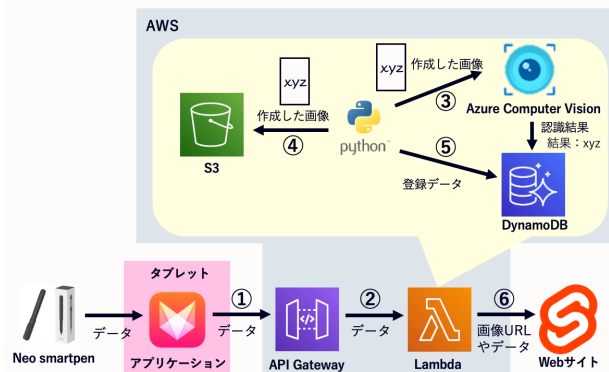 AWS
xyz
作成した画像
③
Azure Computer Vision
xyz
作成した画像
④
S3
python
⑤
登録データ
認識結果
結果：xyz
DynamoDB
Neo smartpen
データ
タブレット
アプリケーション
①
データ
</>
API Gateway
②
データ
Lambda
⑥
画像URL
やデータ
Webサイト